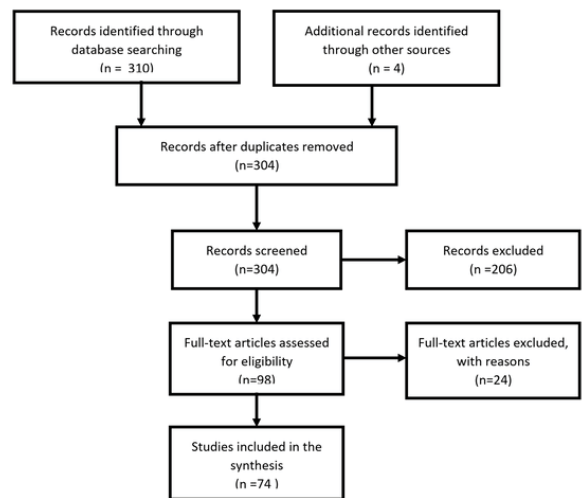 Records identified through
database searching
(n = 310)
Additional records identified
through other sources
(n = 4)
Records after duplicates removed
(n=304)
Records screened
(n=304)
Records excluded
(n =206)
Full-text articles assessed
for eligibility
(n=98)
Full-text articles excluded,
with reasons
(n=24)
Studies included in the
synthesis
(n =74 )